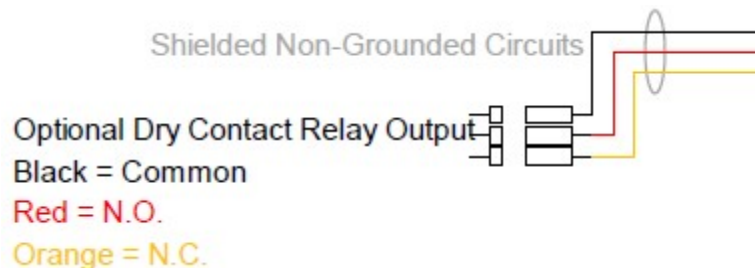 Shielded Non-Grounded Circuits
Optional Dry Contact Relay Output
Black = Common
Red = N.O.
Orange = N.C.